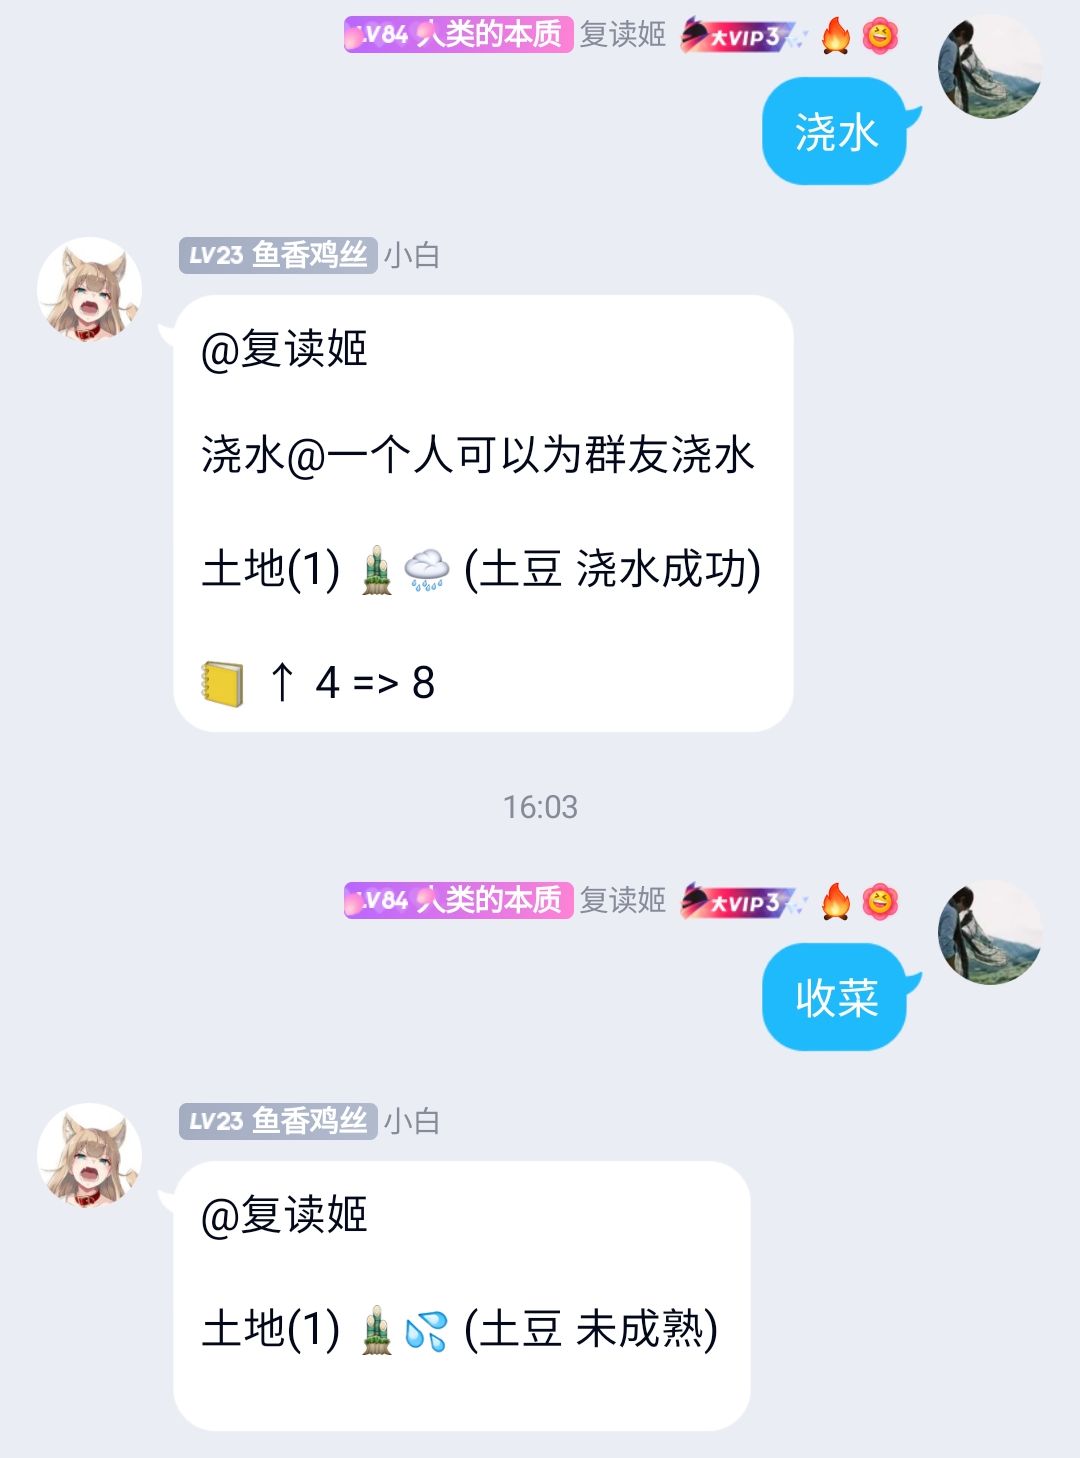 LV84 人类的本质 复读姬 大VIP3
浇水
LV23 鱼香鸡丝 小白
@复读姬
浇水@一个人可以为群友浇水
土地(1) 🎍🌧️ (土豆 浇水成功)
📒 ↑ 4 => 8
16:03
LV84 人类的本质 复读姬 大VIP3
收菜
LV23 鱼香鸡丝 小白
@复读姬
土地(1) 🎍💦 (土豆 未成熟)